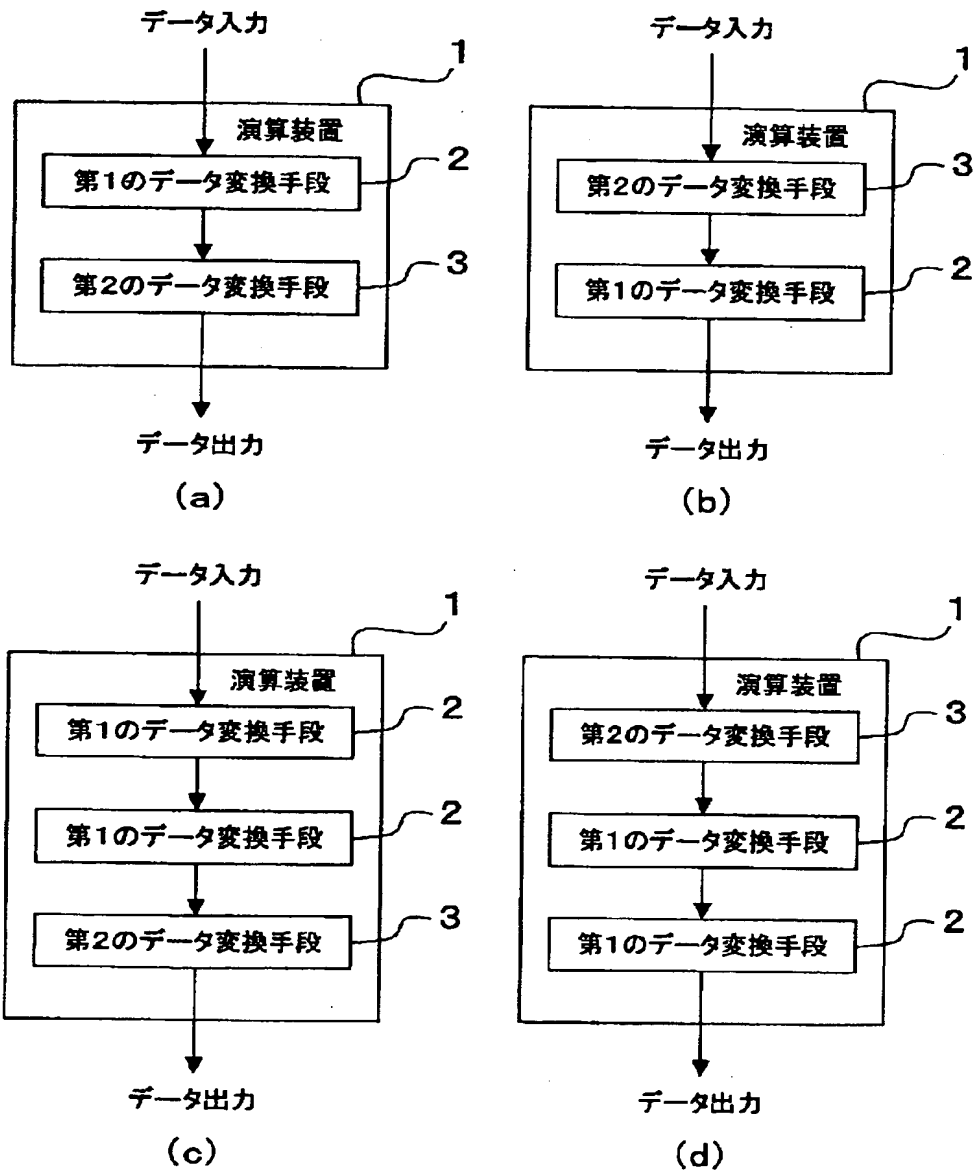 データ入力
1
演算装置
第1のデータ変換手段
2
第2のデータ変換手段
3
データ出力
(a)
データ入力
1
演算装置
第2のデータ変換手段
3
第1のデータ変換手段
2
データ出力
(b)
データ入力
1
演算装置
第1のデータ変換手段
2
第1のデータ変換手段
2
第2のデータ変換手段
3
データ出力
(c)
データ入力
1
演算装置
第2のデータ変換手段
3
第1のデータ変換手段
2
第1のデータ変換手段
2
データ出力
(d)